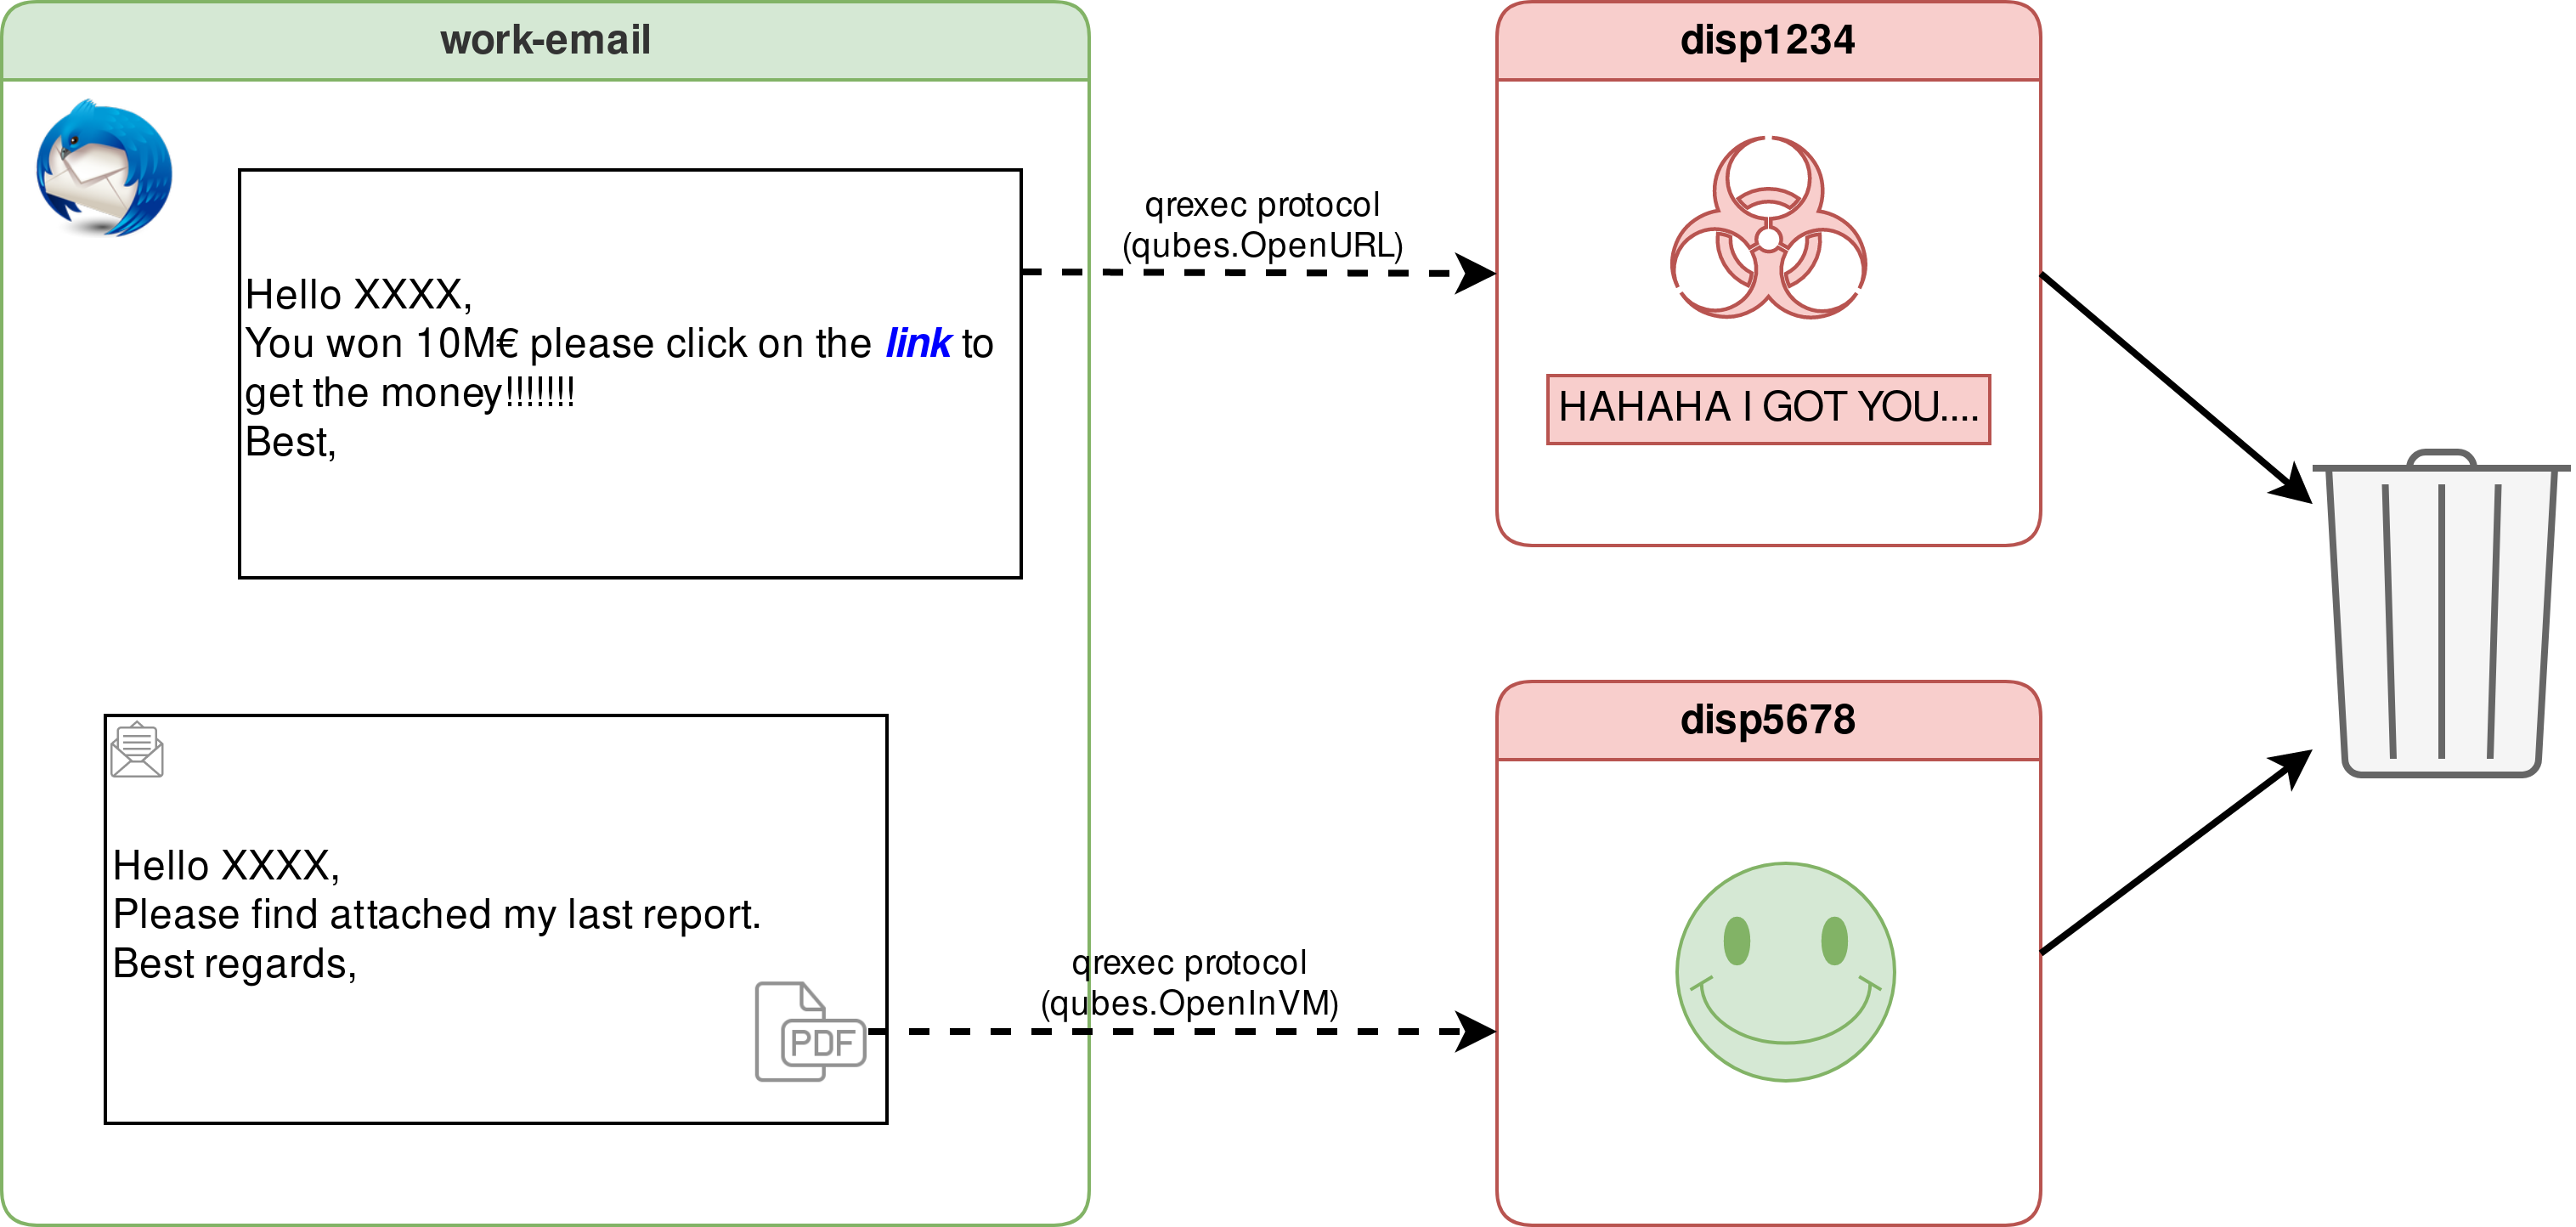 work-email
Hello XXXX,
You won 10M€ please click on the link to
get the money!!!!!!!
Best,
qrexec protocol
(qubes.OpenURL)
disp1234
HAHAHA I GOT YOU....
Hello XXXX,
Please find attached my last report.
Best regards,
PDF
qrexec protocol
(qubes.OpenInVM)
disp5678